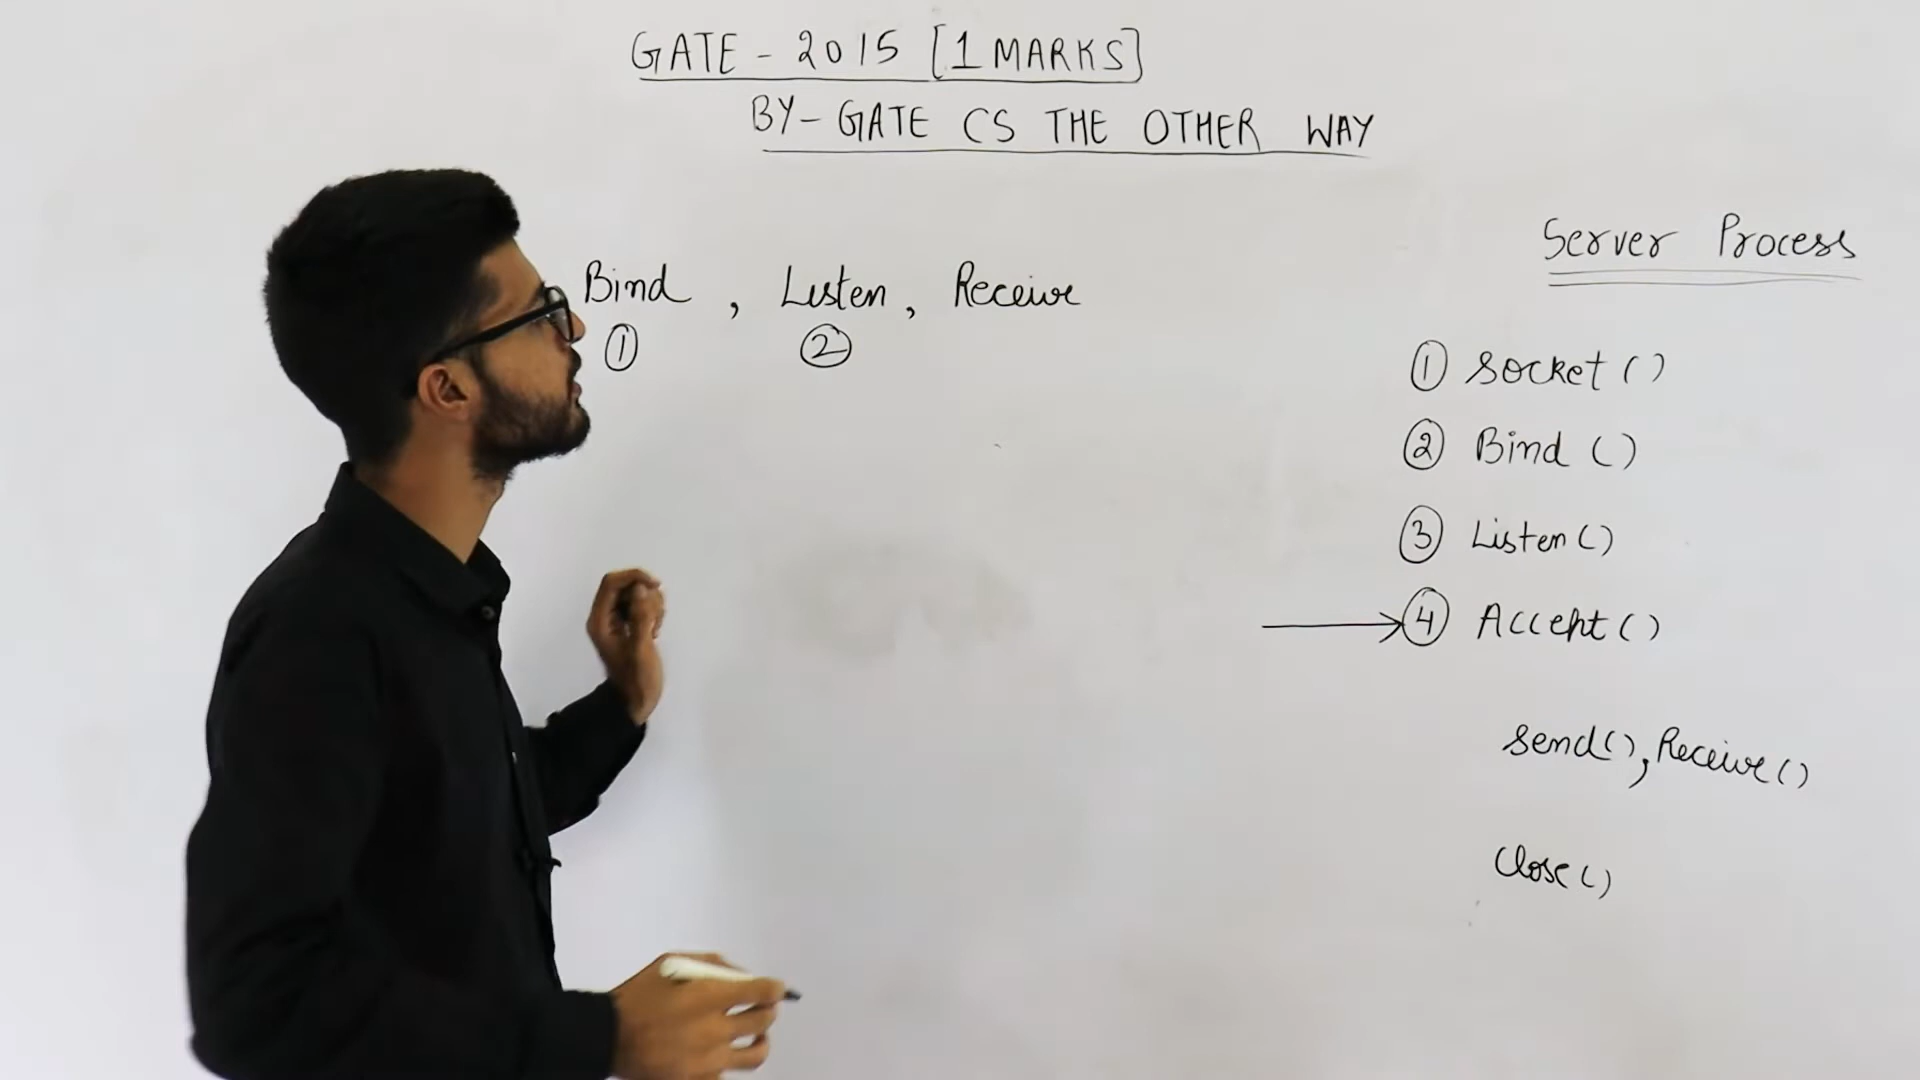 GATE - 2015 [1 MARKS]
BY - GATE CS THE OTHER WAY
Server Process
Bind , Listen , Receive
① ②
① Socket ( )
② Bind ( )
③ Listen ( )
④ Accept ( )
Send ( ) , Receive ( )
Close ( )